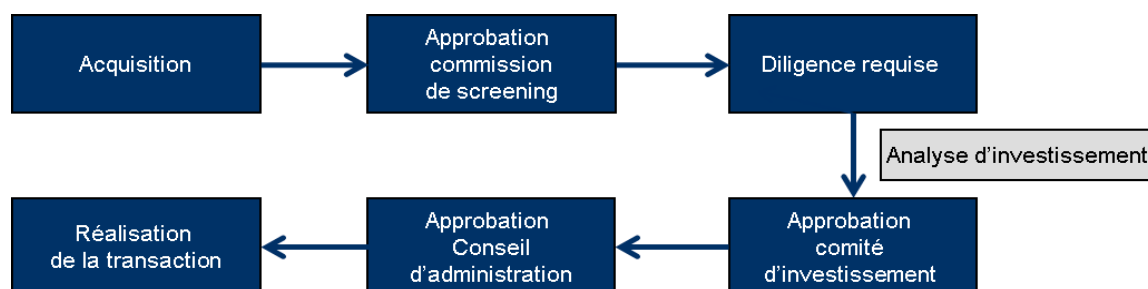 Acquisition
Approbation
commission
de screening
Diligence requise
Analyse d’investissement
Réalisation
de la transaction
Approbation
Conseil
d’administration
Approbation
comité
d’investissement